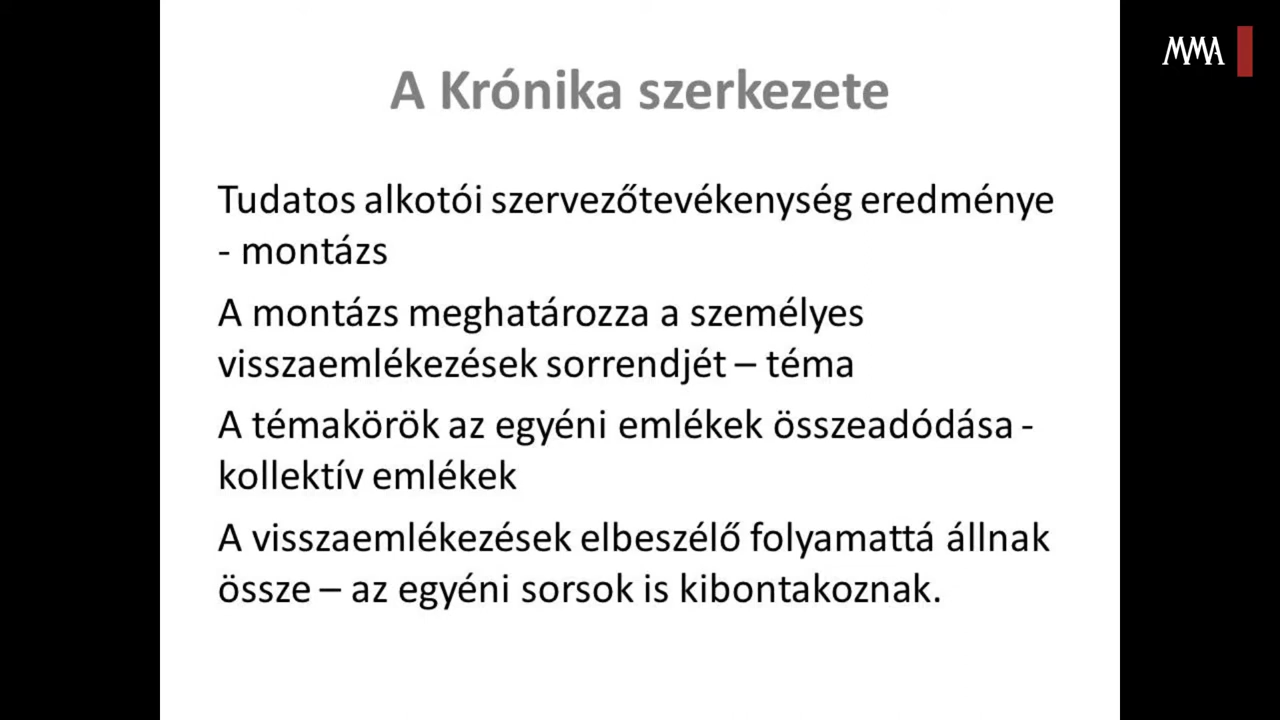 MMA
A Krónika szerkezete
Tudatos alkotói szervezőtevékenység eredménye
- montázs
A montázs meghatározza a személyes
visszaemlékezések sorrendjét – téma
A témakörök az egyéni emlékek összeadódása -
kollektív emlékek
A visszaemlékezések elbeszélő folyamattá állnak
össze – az egyéni sorsok is kibontakoznak.